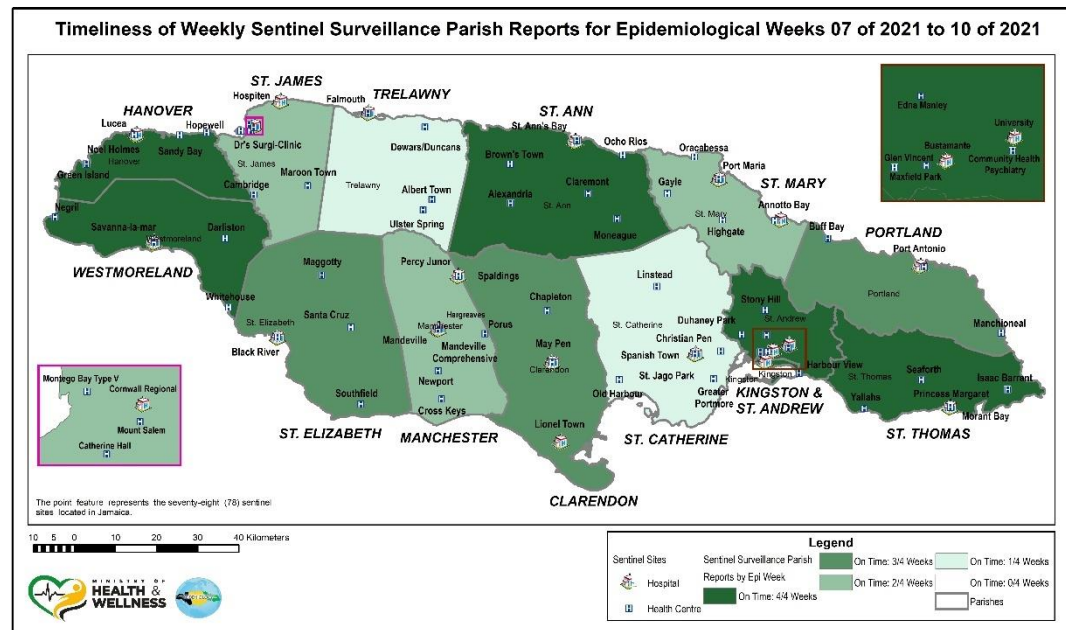 Timeliness of Weekly Sentinel Surveillance Parish Reports for Epidemiological Weeks 07 of 2021 to 10 of 2021
ST. JAMES
Hospiten
TRELAWNY
Falmouth
HANOVER
Lucea
Hopewell
ST. ANN
St. Ann's Bay
Ocho Rios
Oracabessa
Port Maria
ST. MARY
Annotto Bay
Buff Bay
PORTLAND
Port Antonio
Edna Manley
University
Bustamante
Glen Vincent
Community Health
Psychiatry
Maxfield Park
Noel Holmes
Hanover
Sandy Bay
Green Island
Dr's Surgi-Clinic
St. James
Maroon Town
Cambridge
Dewars/Duncans
Trelawny
Albert Town
Ulster Spring
Brown's Town
Alexandria
Claremont
St. Ann
Moneague
Gayle
St. Mary
Highgate
Negril
Savanna-la-mar
Westmoreland
Darliston
WESTMORELAND
Whitehouse
Maggotty
St. Elizabeth
Santa Cruz
Black River
Southfield
ST. ELIZABETH
Percy Junor
Spaldings
Hargreaves
Manchester
Mandeville
Porus
Mandeville
Comprehensive
Newport
Cross Keys
MANCHESTER
Chapleton
May Pen
Clarendon
Lionel Town
CLARENDON
Linstead
St. Catherine
Christian Pen
Spanish Town
St. Jago Park
Old Harbour
Greater
Portmore
ST. CATHERINE
Stony Hill
St. Andrew
Duhaney Park
Harbour View
Kingston
Kingston
KINGSTON &
ST. ANDREW
Portland
Manchioneal
St. Thomas
Seaforth
Isaac Barrant
Yallahs
Princess Margaret
Morant Bay
ST. THOMAS
Montego Bay Type V
Cornwall Regional
Mount Salem
Catherine Hall
The point feature represents the seventy-eight (78) sentinel
sites located in Jamaica.
10 5 0 10 20 30 40 Kilometers
MINISTRY OF
HEALTH &
WELLNESS
Legend
Sentinel Sites
Hospital
Health Centre
Sentinel Surveillance Parish
Reports by Epi Week
On Time: 4/4 Weeks
On Time: 3/4 Weeks
On Time: 2/4 Weeks
On Time: 1/4 Weeks
On Time: 0/4 Weeks
Parishes